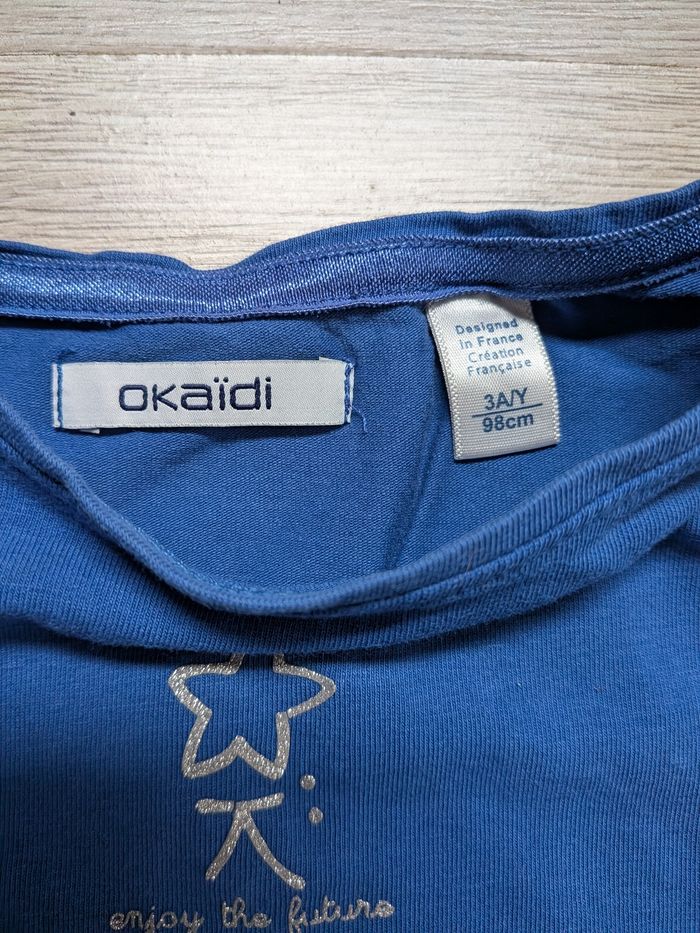 okaïdi
Designed
in France
Création
Française
3A/Y
98cm
enjoy the future